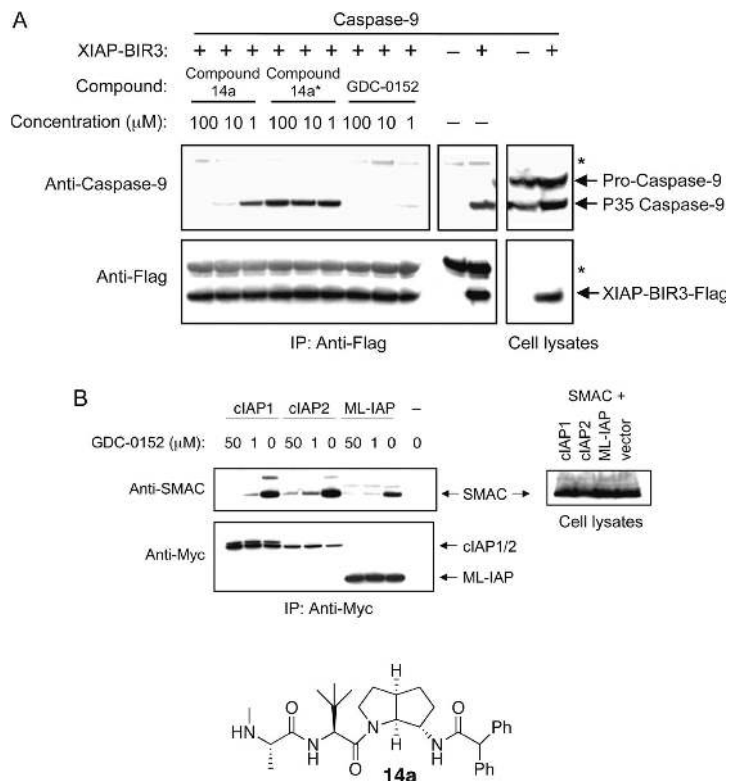 A
Caspase-9
XIAP-BIR3: + + + + + + + + + – + – +
Compound: Compound 14a Compound 14a* GDC-0152
Concentration (μM): 100 10 1 100 10 1 100 10 1 – –
Anti-Caspase-9
*
Pro-Caspase-9
P35 Caspase-9
Anti-Flag
*
XIAP-BIR3-Flag
IP: Anti-Flag Cell lysates
B
cIAP1 cIAP2 ML-IAP –
GDC-0152 (μM): 50 1 0 50 1 0 50 1 0 0
SMAC +
cIAP1
cIAP2
ML-IAP
vector
Anti-SMAC
SMAC
Cell lysates
Anti-Myc
cIAP1/2
ML-IAP
IP: Anti-Myc
H
O
O
Ph
HN
N
H
N
O
H
N
H
Ph
14a